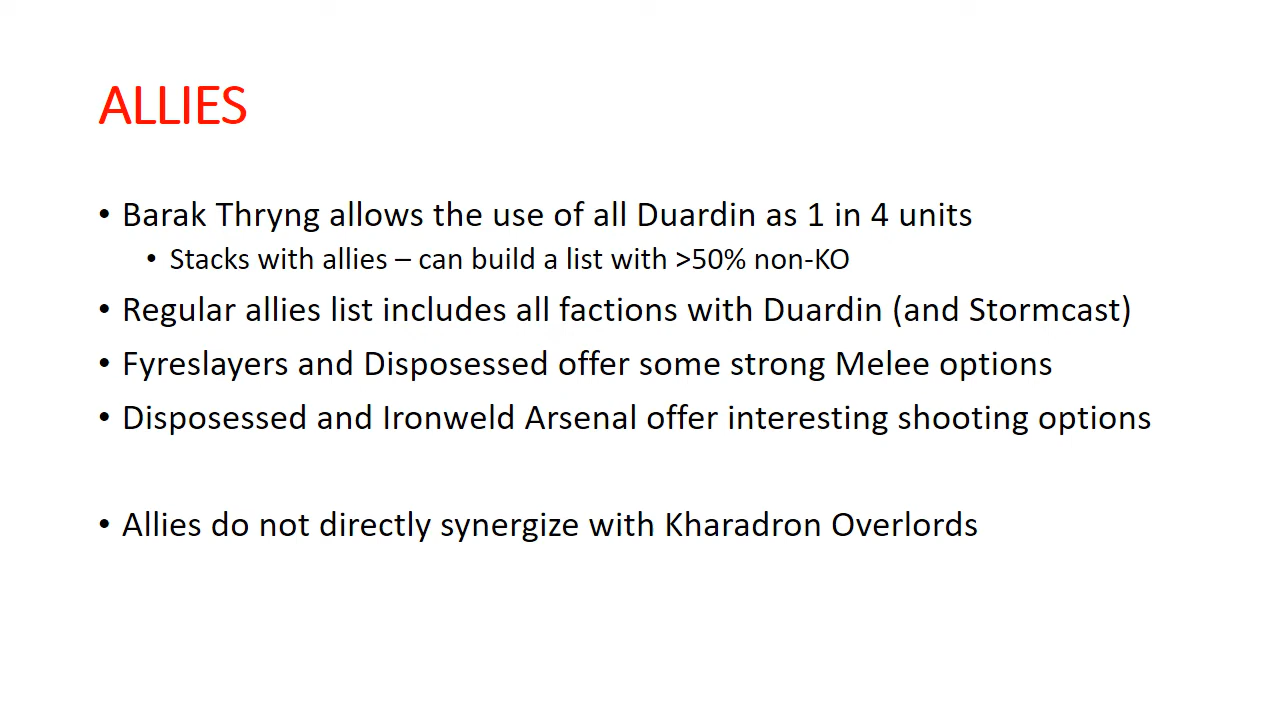 ALLIES
• Barak Thryng allows the use of all Duardin as 1 in 4 units
• Stacks with allies – can build a list with >50% non-KO
• Regular allies list includes all factions with Duardin (and Stormcast)
• Fyreslayers and Disposessed offer some strong Melee options
• Disposessed and Ironweld Arsenal offer interesting shooting options
• Allies do not directly synergize with Kharadron Overlords